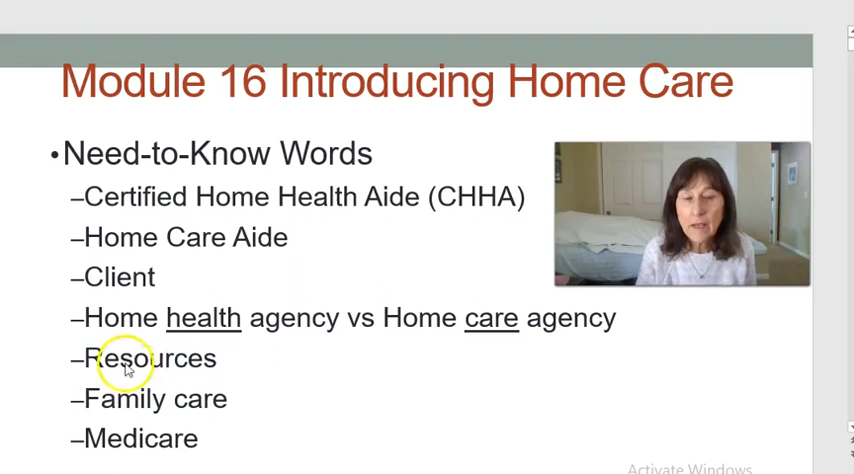 Module 16 Introducing Home Care
•Need-to-Know Words
–Certified Home Health Aide (CHHA)
–Home Care Aide
–Client
–Home health agency vs Home care agency
–Resources
–Family care
–Medicare
Activate Windows